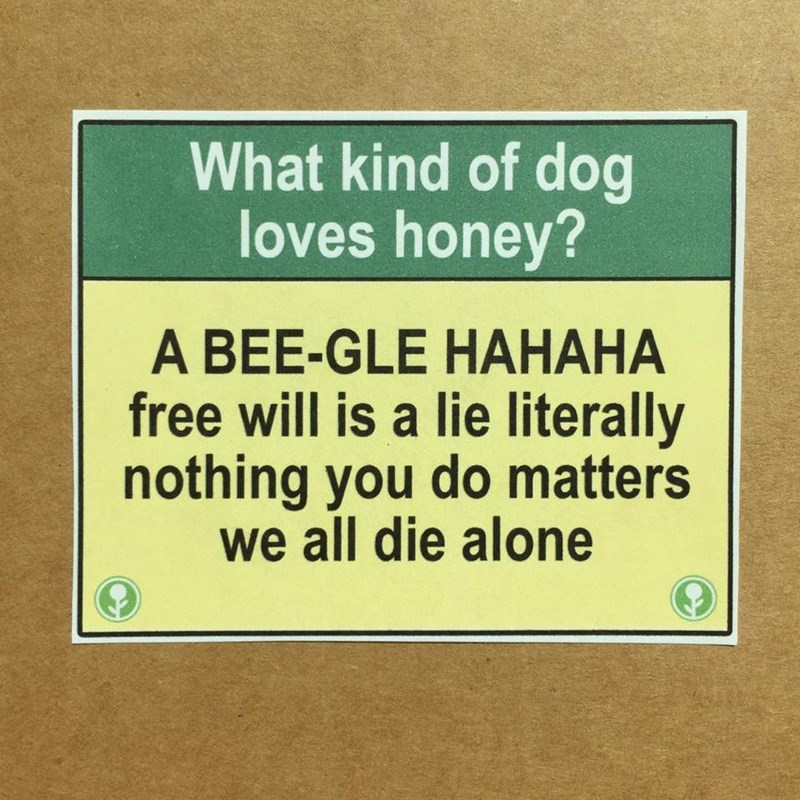 What kind of dog
loves honey?
A BEE-GLE HAHAHA
free will is a lie literally
nothing you do matters
we all die alone